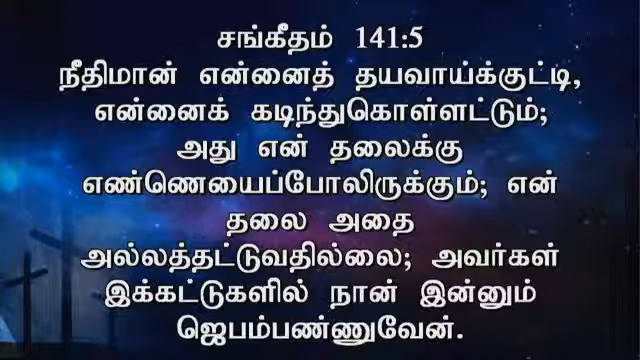 சங்கீதம் 141:5
நீதிமான் என்னைத் தயவாய்க்குட்டி,
என்னைக் கடிந்துகொள்ளட்டும்;
அது என் தலைக்கு
எண்ணெயைப்போலிருக்கும்; என்
தலை அதை
அல்லத்தட்டுவதில்லை; அவர்கள்
இக்கட்டுகளில் நான் இன்னும்
ஜெபம்பண்ணுவேன்.